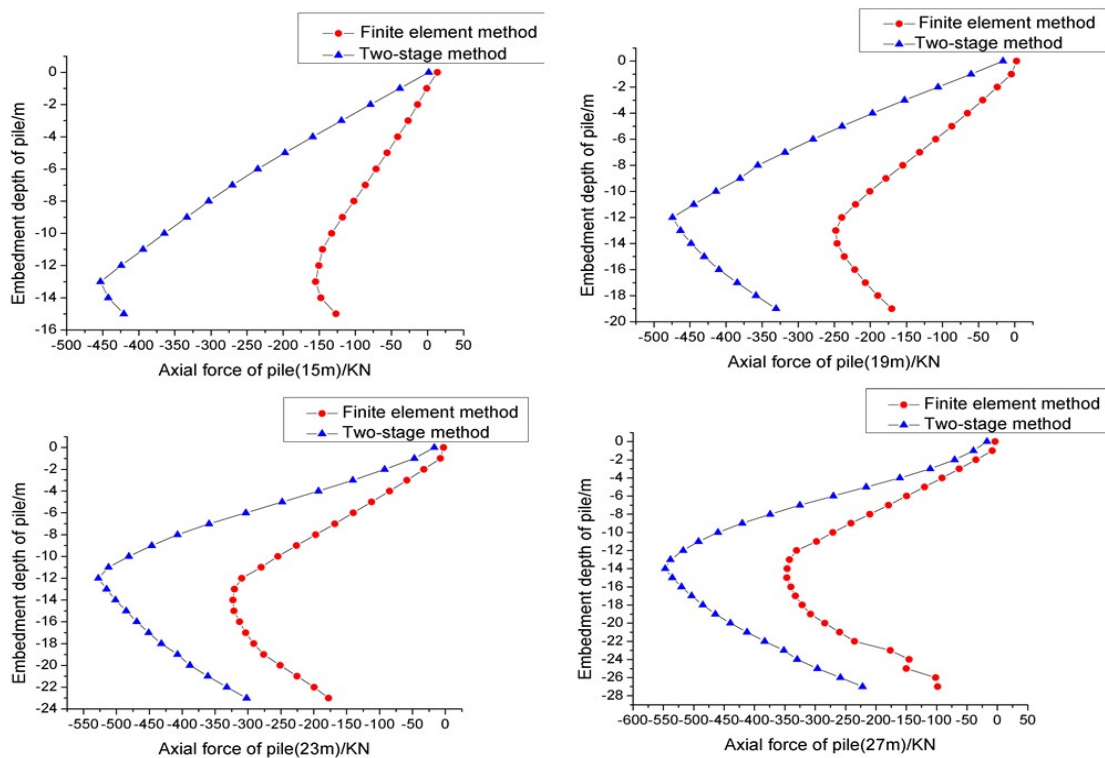 Finite element method
Two-stage method
0
-2
-4
-6
-8
-10
-12
-14
-16
Embedment depth of pile/m
-500 -450 -400 -350 -300 -250 -200 -150 -100 -50 0 50
Axial force of pile(15m)/KN
Finite element method
Two-stage method
0
-2
-4
-6
-8
-10
-12
-14
-16
-18
-20
Embedment depth of pile/m
-500 -450 -400 -350 -300 -250 -200 -150 -100 -50 0
Axial force of pile(19m)/KN
Finite element method
Two-stage method
0
-2
-4
-6
-8
-10
-12
-14
-16
-18
-20
-22
-24
Embedment depth of pile/m
-550 -500 -450 -400 -350 -300 -250 -200 -150 -100 -50 0
Axial force of pile(23m)/KN
Finite element method
Two-stage method
0
-2
-4
-6
-8
-10
-12
-14
-16
-18
-20
-22
-24
-26
-28
Embedment depth of pile/m
-600 -550 -500 -450 -400 -350 -300 -250 -200 -150 -100 -50 0 50
Axial force of pile(27m)/KN